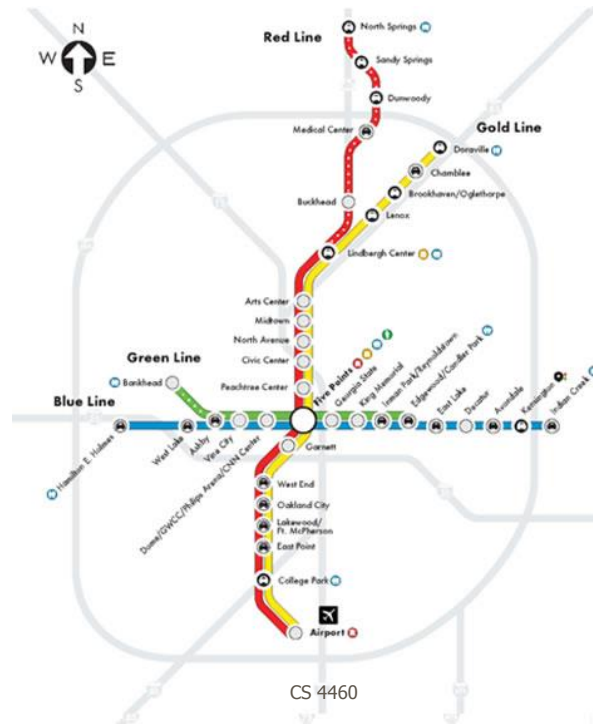 N
W E
S
Red Line
North Springs
Sandy Springs
Dunwoody
Medical Center
Gold Line
Doraville
Chamblee
Brookhaven/Oglethorpe
Buckhead
Lenox
Lindbergh Center
Arts Center
Midtown
North Avenue
Civic Center
Peachtree Center
Green Line
Bankhead
Blue Line
Hamilton E. Holmes
West Lake
Ashby
Vine City
Dome/GWCC/Philips Arena/CNN Center
Five Points
Georgia State
King Memorial
Inman Park/Reynoldstown
Edgewood/Candler Park
East Lake
Decatur
Avondale
Kensington
Indian Creek
Garnett
West End
Oakland City
Lakewood/
Ft. McPherson
East Point
College Park
Airport
CS 4460